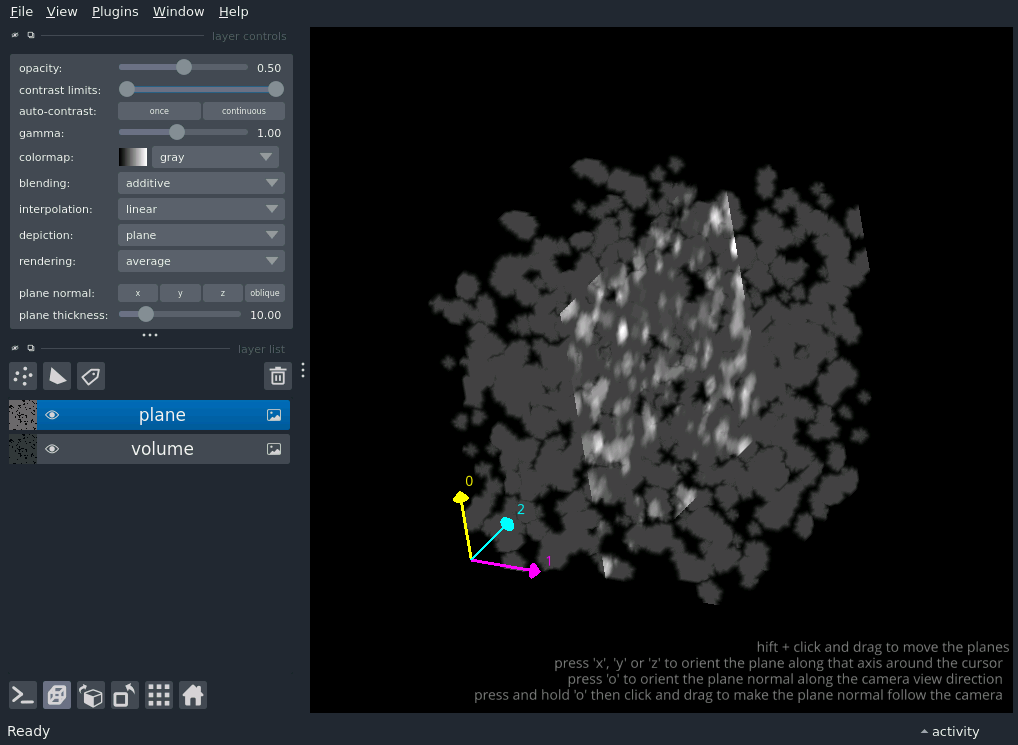 File View Plugins Window Help
layer controls
opacity: 0.50
contrast limits:
auto-contrast: once continuous
gamma: 1.00
colormap: gray
blending: additive
interpolation: linear
depiction: plane
rendering: average
plane normal: x y z oblique
plane thickness: 10.00
layer list
plane
volume
0
2
1
hift + click and drag to move the planes
press 'x', 'y' or 'z' to orient the plane along that axis around the cursor
press 'o' to orient the plane normal along the camera view direction
press and hold 'o' then click and drag to make the plane normal follow the camera
Ready activity